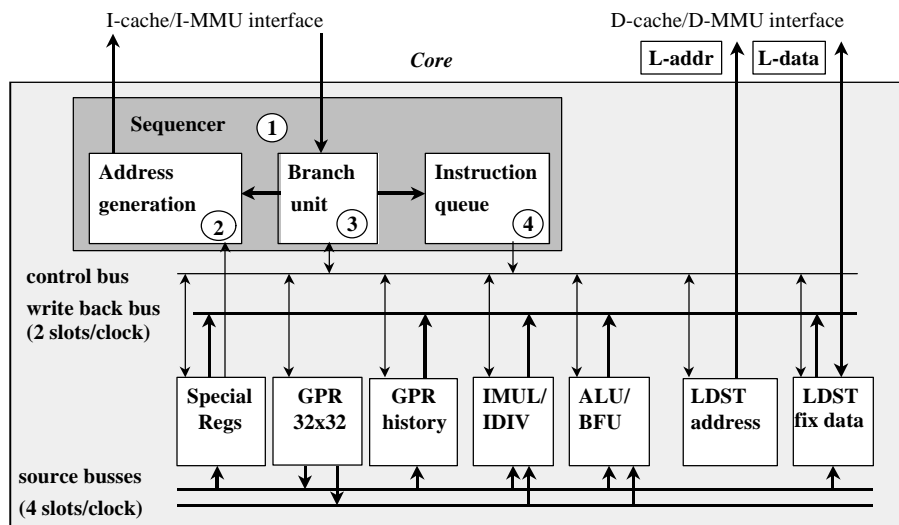 I-cache/I-MMU interface
D-cache/D-MMU interface
Core
L-addr
L-data
Sequencer
1
Address
generation
2
Branch
unit
3
Instruction
queue
4
control bus
write back bus
(2 slots/clock)
Special
Regs
GPR
32x32
GPR
history
IMUL/
IDIV
ALU/
BFU
LDST
address
LDST
fix data
source busses
(4 slots/clock)